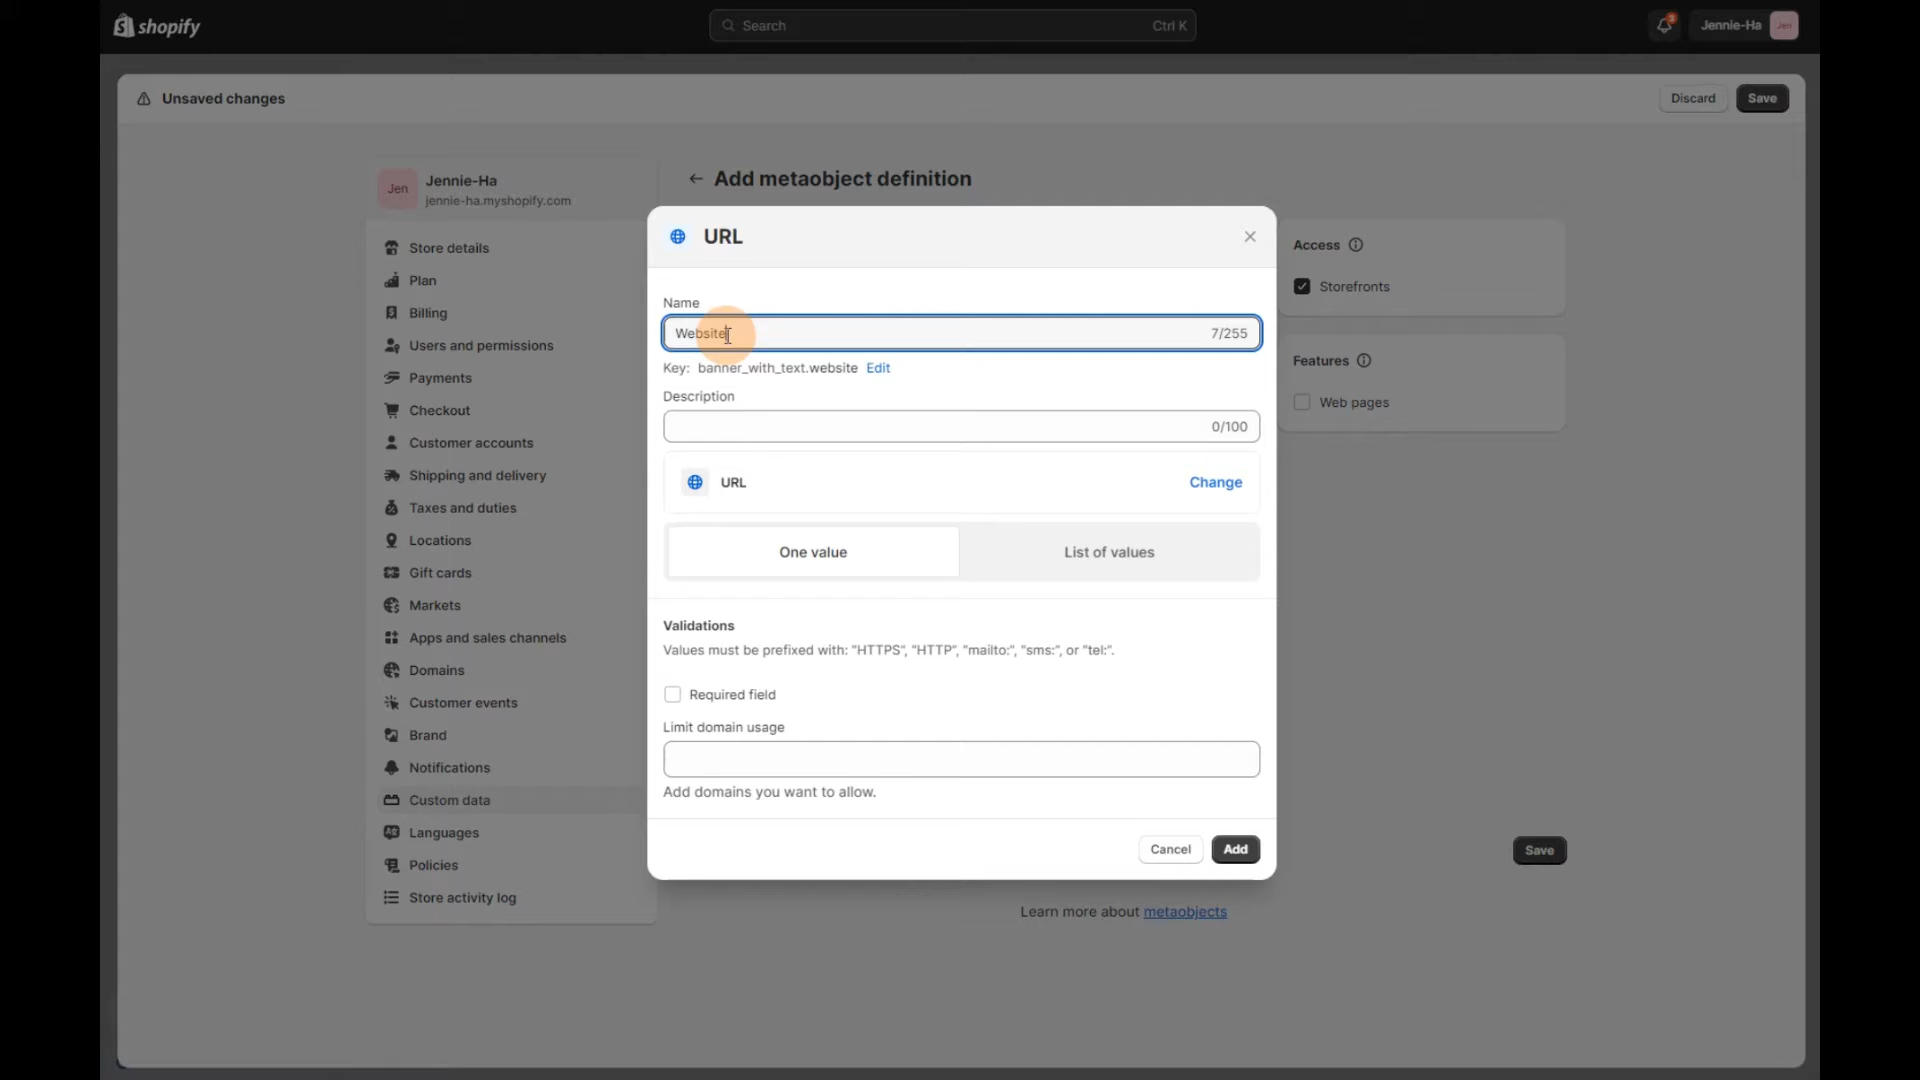 shopify
Search Ctrl K
3
Jennie-Ha Jen
Unsaved changes
Discard Save
Jen Jennie-Ha
jennie-ha.myshopify.com
Store details
Plan
Billing
Users and permissions
Payments
Checkout
Customer accounts
Shipping and delivery
Taxes and duties
Locations
Gift cards
Markets
Apps and sales channels
Domains
Customer events
Brand
Notifications
Custom data
Languages
Policies
Store activity log
Add metaobject definition
URL
Name
Website 7/255
Key: banner_with_text.website Edit
Description
0/100
URL Change
One value List of values
Validations
Values must be prefixed with: "HTTPS", "HTTP", "mailto:", "sms:", or "tel:".
Required field
Limit domain usage
Add domains you want to allow.
Cancel Add
Access
Storefronts
Features
Web pages
Save
Learn more about metaobjects